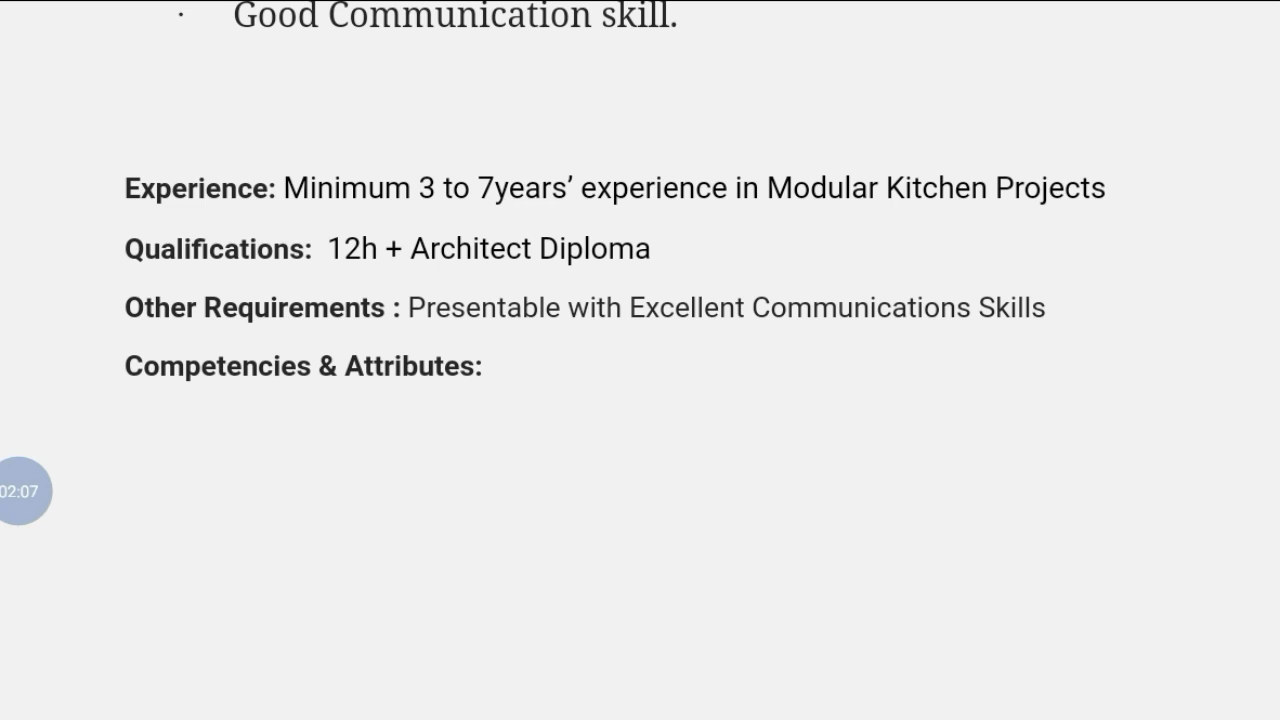 · Good Communication skill.
Experience: Minimum 3 to 7years’ experience in Modular Kitchen Projects
Qualifications: 12h + Architect Diploma
Other Requirements : Presentable with Excellent Communications Skills
Competencies & Attributes:
02:07